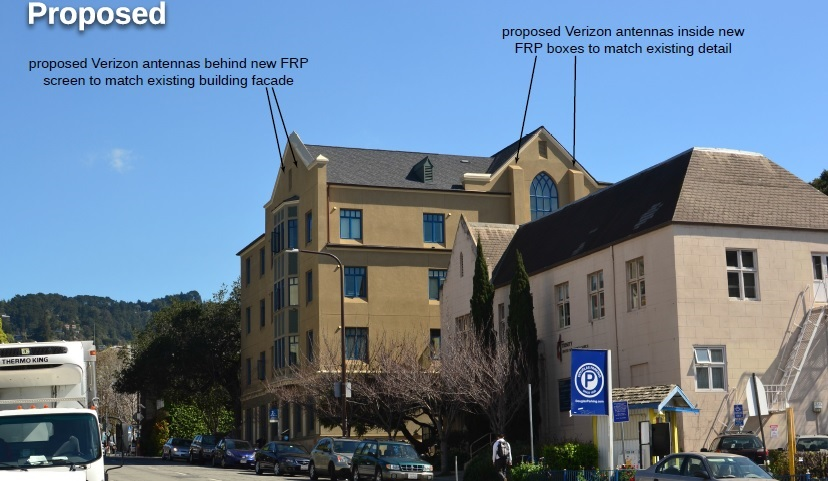 Proposed
proposed Verizon antennas behind new FRP
screen to match existing building facade
proposed Verizon antennas inside new
FRP boxes to match existing detail
THERMO KING
P